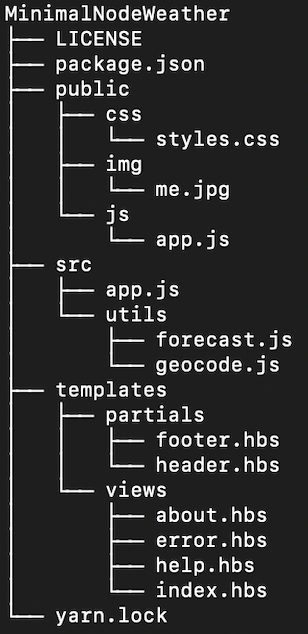 MinimalNodeWeather
├── LICENSE
├── package.json
├── public
│   ├── css
│   │   └── styles.css
│   ├── img
│   │   └── me.jpg
│   └── js
│       └── app.js
├── src
│   ├── app.js
│   └── utils
│       ├── forecast.js
│       └── geocode.js
├── templates
│   ├── partials
│   │   ├── footer.hbs
│   │   └── header.hbs
│   └── views
│       ├── about.hbs
│       ├── error.hbs
│       ├── help.hbs
│       └── index.hbs
└── yarn.lock